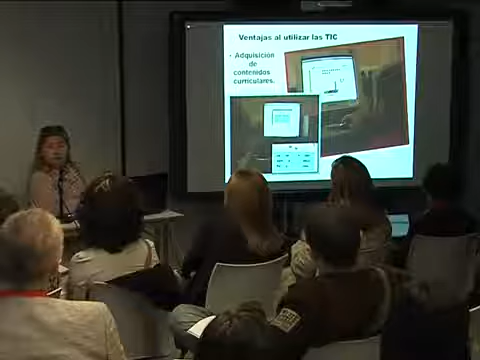 Ventajas al utilizar las TIC
• Adquisición
de
contenidos
curriculares.